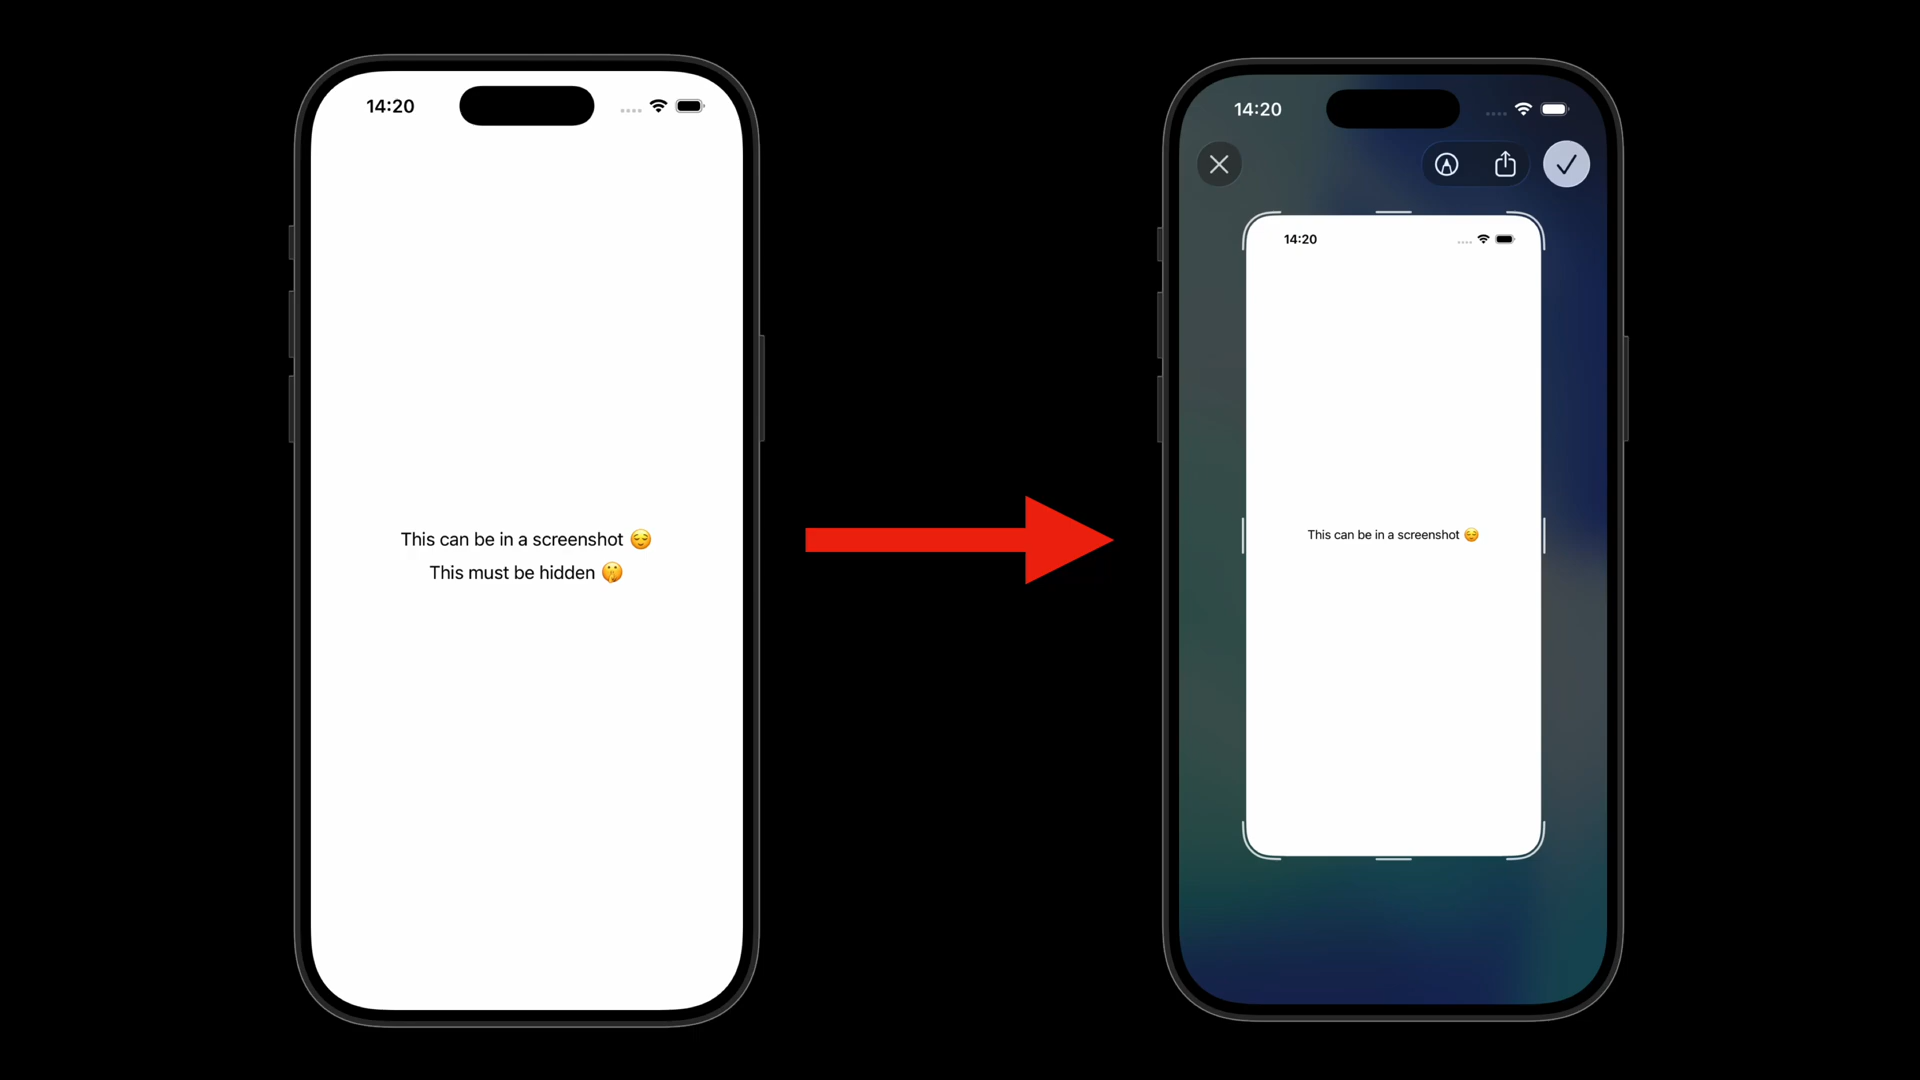 14:20
This can be in a screenshot 😌
This must be hidden 🤫
14:20
14:20
This can be in a screenshot 😌